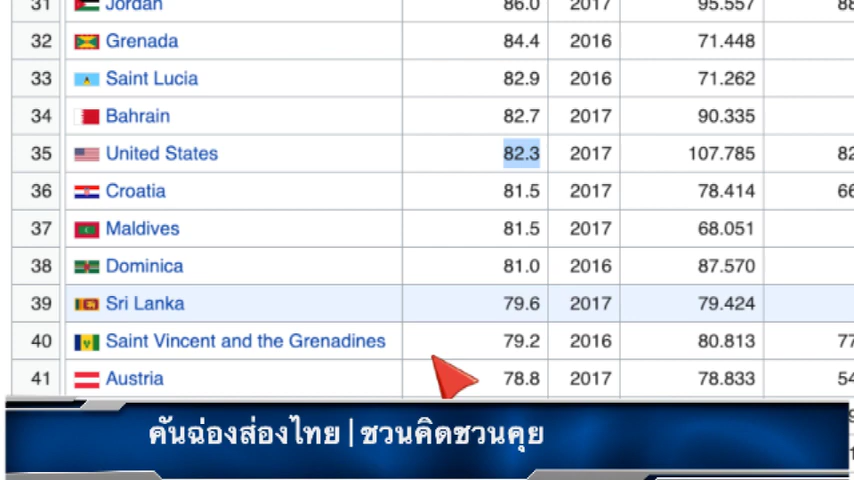 31 Jordan 86.0 2017 95.557
32 Grenada 84.4 2016 71.448
33 Saint Lucia 82.9 2016 71.262
34 Bahrain 82.7 2017 90.335
35 United States 82.3 2017 107.785 82
36 Croatia 81.5 2017 78.414 66
37 Maldives 81.5 2017 68.051
38 Dominica 81.0 2016 87.570
39 Sri Lanka 79.6 2017 79.424
40 Saint Vincent and the Grenadines 79.2 2016 80.813 77
41 Austria 78.8 2017 78.833 54
คันฉ่องส่องไทย | ชวนคิดชวนคุย